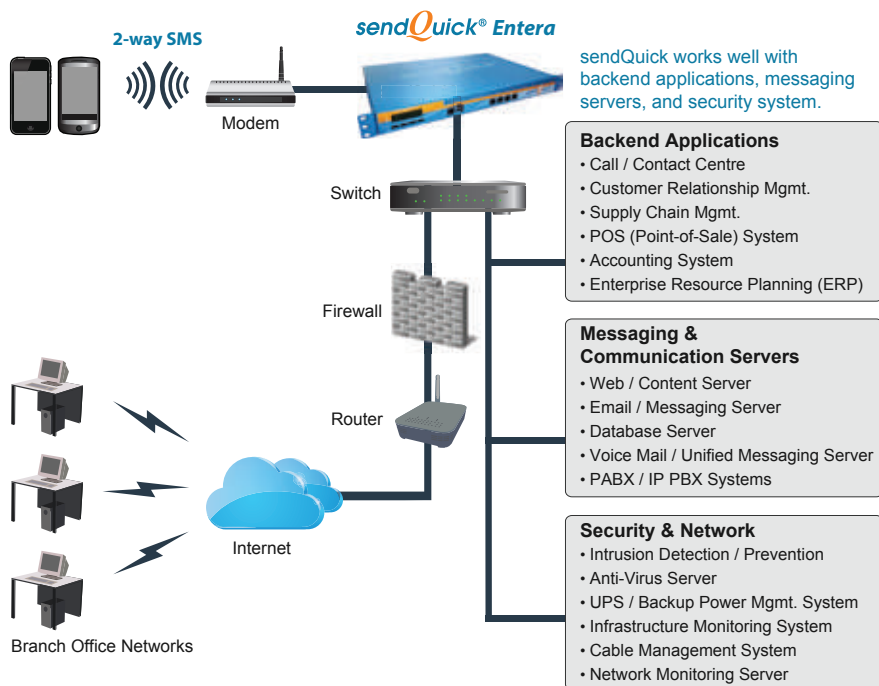 sendQuick® Entera
2-way SMS
Modem
sendQuick works well with
backend applications, messaging
servers, and security system.
Switch
Firewall
Router
Internet
Branch Office Networks
Backend Applications
• Call / Contact Centre
• Customer Relationship Mgmt.
• Supply Chain Mgmt.
• POS (Point-of-Sale) System
• Accounting System
• Enterprise Resource Planning (ERP)
Messaging &
Communication Servers
• Web / Content Server
• Email / Messaging Server
• Database Server
• Voice Mail / Unified Messaging Server
• PABX / IP PBX Systems
Security & Network
• Intrusion Detection / Prevention
• Anti-Virus Server
• UPS / Backup Power Mgmt. System
• Infrastructure Monitoring System
• Cable Management System
• Network Monitoring Server